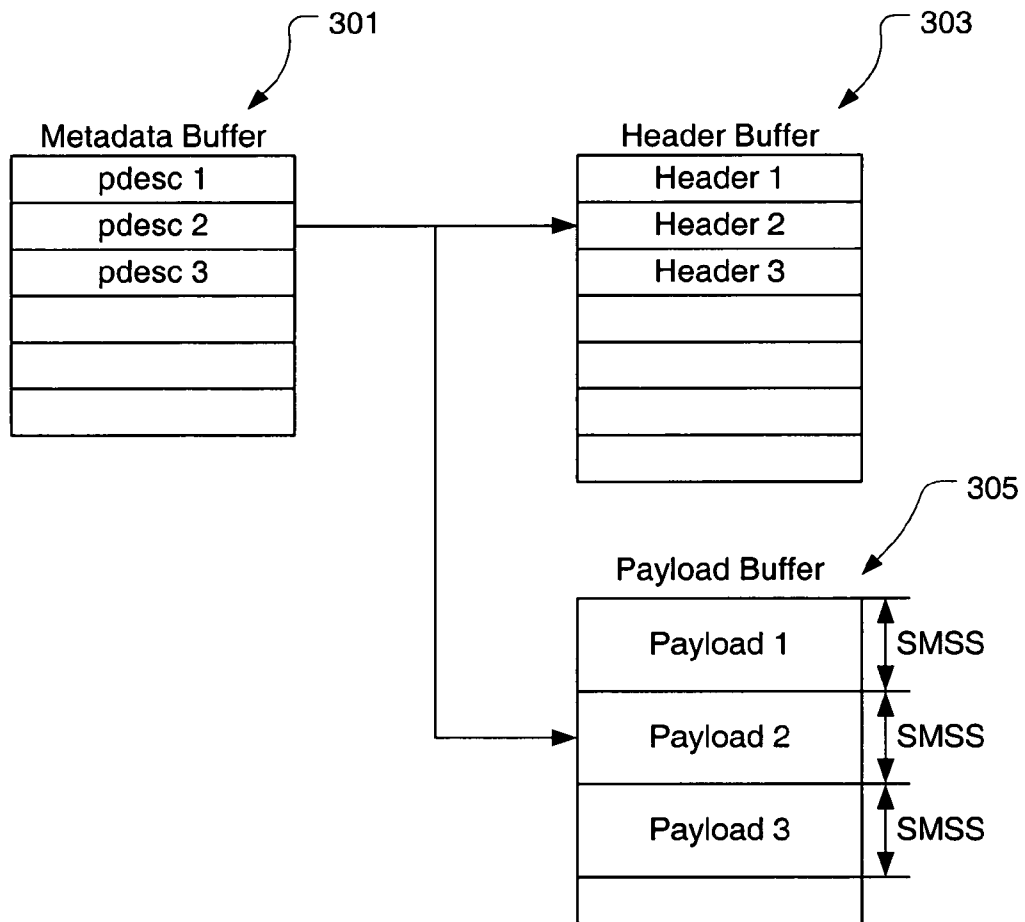 301
303
Metadata Buffer
pdesc 1
pdesc 2
pdesc 3
Header Buffer
Header 1
Header 2
Header 3
305
Payload Buffer
Payload 1
SMSS
Payload 2
SMSS
Payload 3
SMSS